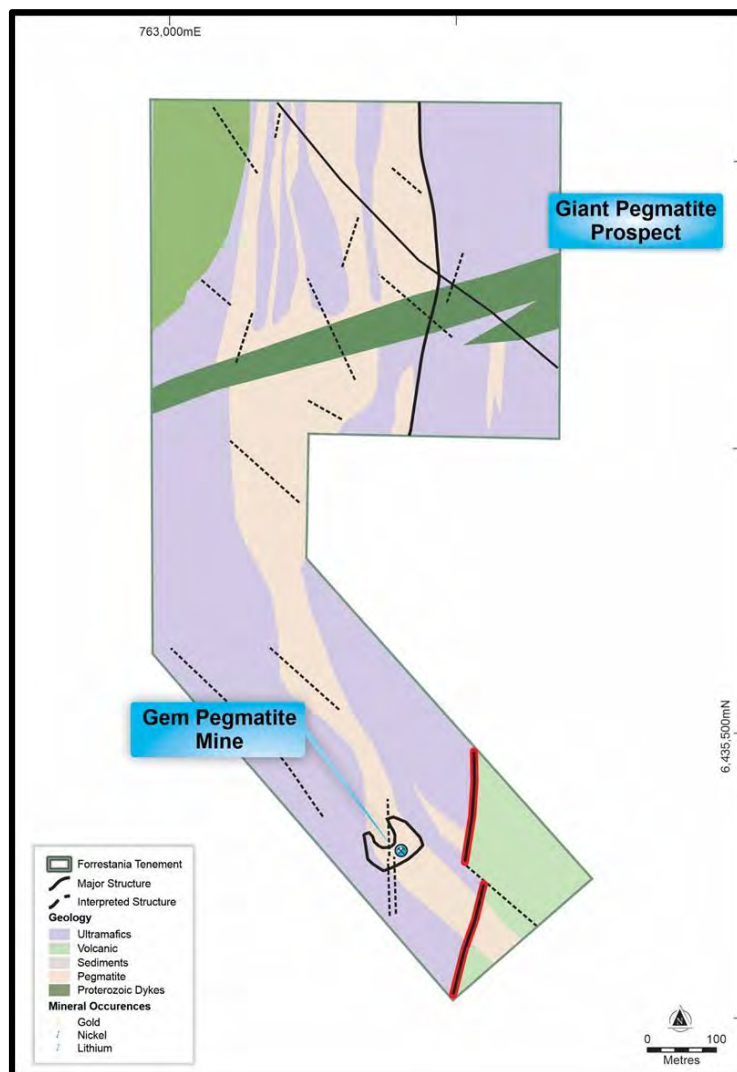 763,000mE
Giant Pegmatite
Prospect
6,435,500mN
Gem Pegmatite
Mine
Forrestania Tenement
Major Structure
Interpreted Structure
Geology
Ultramafics
Volcanic
Sediments
Pegmatite
Proterozoic Dykes
Mineral Occurences
Gold
Nickel
Lithium
N
0 100
Metres